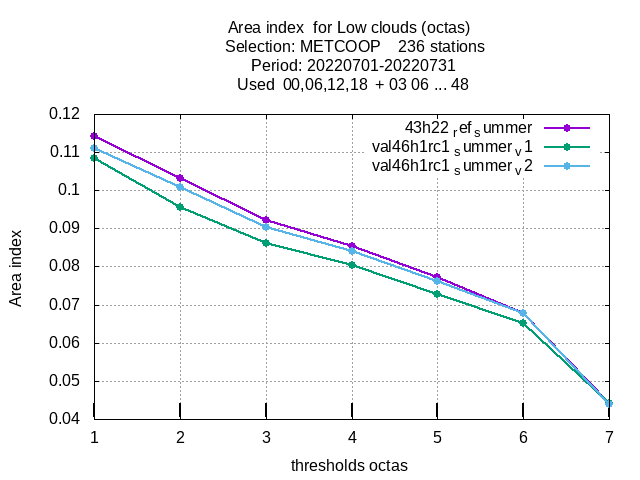 Area index  for Low clouds (octas)
Selection: METCOOP    236 stations
Period: 20220701-20220731
Used  00,06,12,18  + 03 06 ... 48
43h22 ref summer
val46h1rc1 summer v1
val46h1rc1 summer v2
0.12
0.11
0.1
0.09
0.08
0.07
0.06
0.05
0.04
Area index
1 2 3 4 5 6 7
thresholds octas